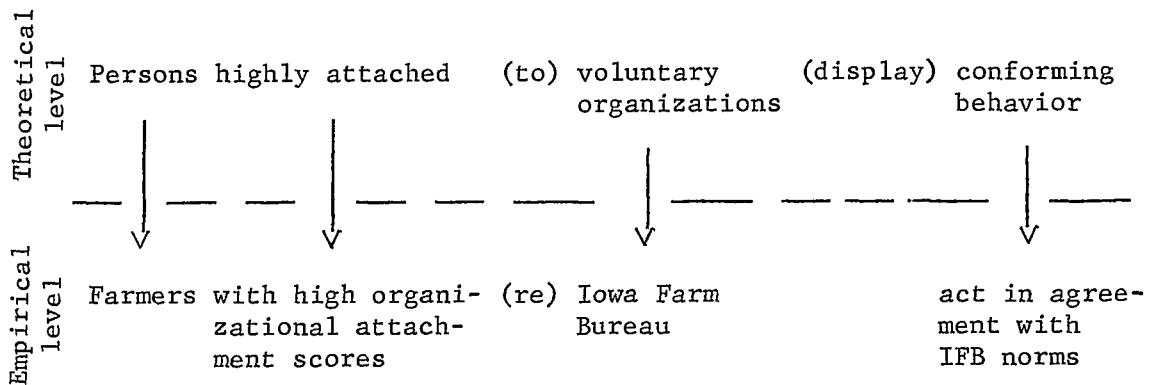 Theoretical
level
Persons highly attached (to) voluntary (display) conforming
organizations behavior
Empirical
level
Farmers with high organi- (re) Iowa Farm act in agree-
zational attach- Bureau ment with
ment scores IFB norms